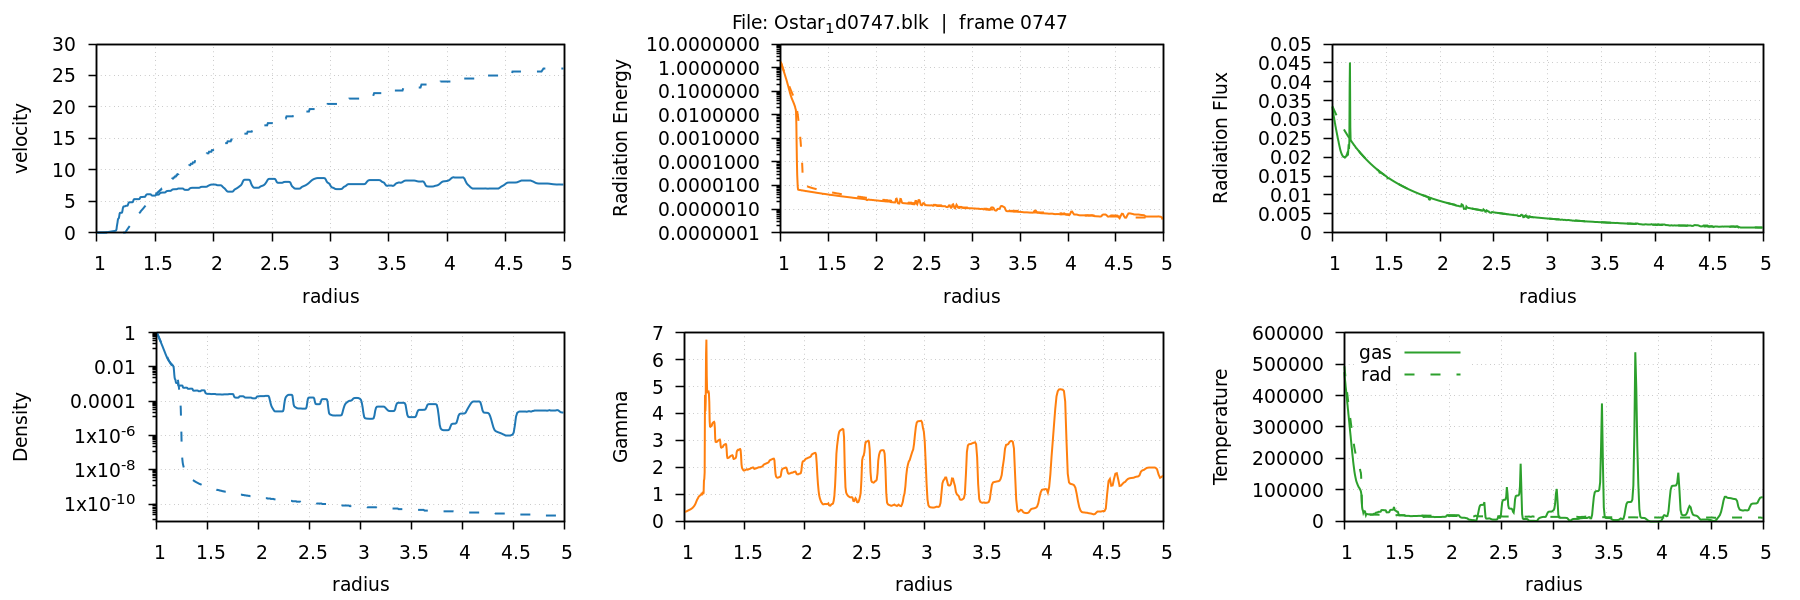 File: Ostar1d0747.blk | frame 0747
30
25
20
15
10
5
0
velocity
1 1.5 2 2.5 3 3.5 4 4.5 5
radius
10.0000000
1.0000000
0.1000000
0.0100000
0.0010000
0.0001000
0.0000100
0.0000010
0.0000001
Radiation Energy
1 1.5 2 2.5 3 3.5 4 4.5 5
radius
0.05
0.045
0.04
0.035
0.03
0.025
0.02
0.015
0.01
0.005
0
Radiation Flux
1 1.5 2 2.5 3 3.5 4 4.5 5
radius
1
0.01
0.0001
1x10-6
1x10-8
1x10-10
Density
1 1.5 2 2.5 3 3.5 4 4.5 5
radius
7
6
5
4
3
2
1
0
Gamma
1 1.5 2 2.5 3 3.5 4 4.5 5
radius
600000
500000
400000
300000
200000
100000
0
Temperature
gas
rad
1 1.5 2 2.5 3 3.5 4 4.5 5
radius